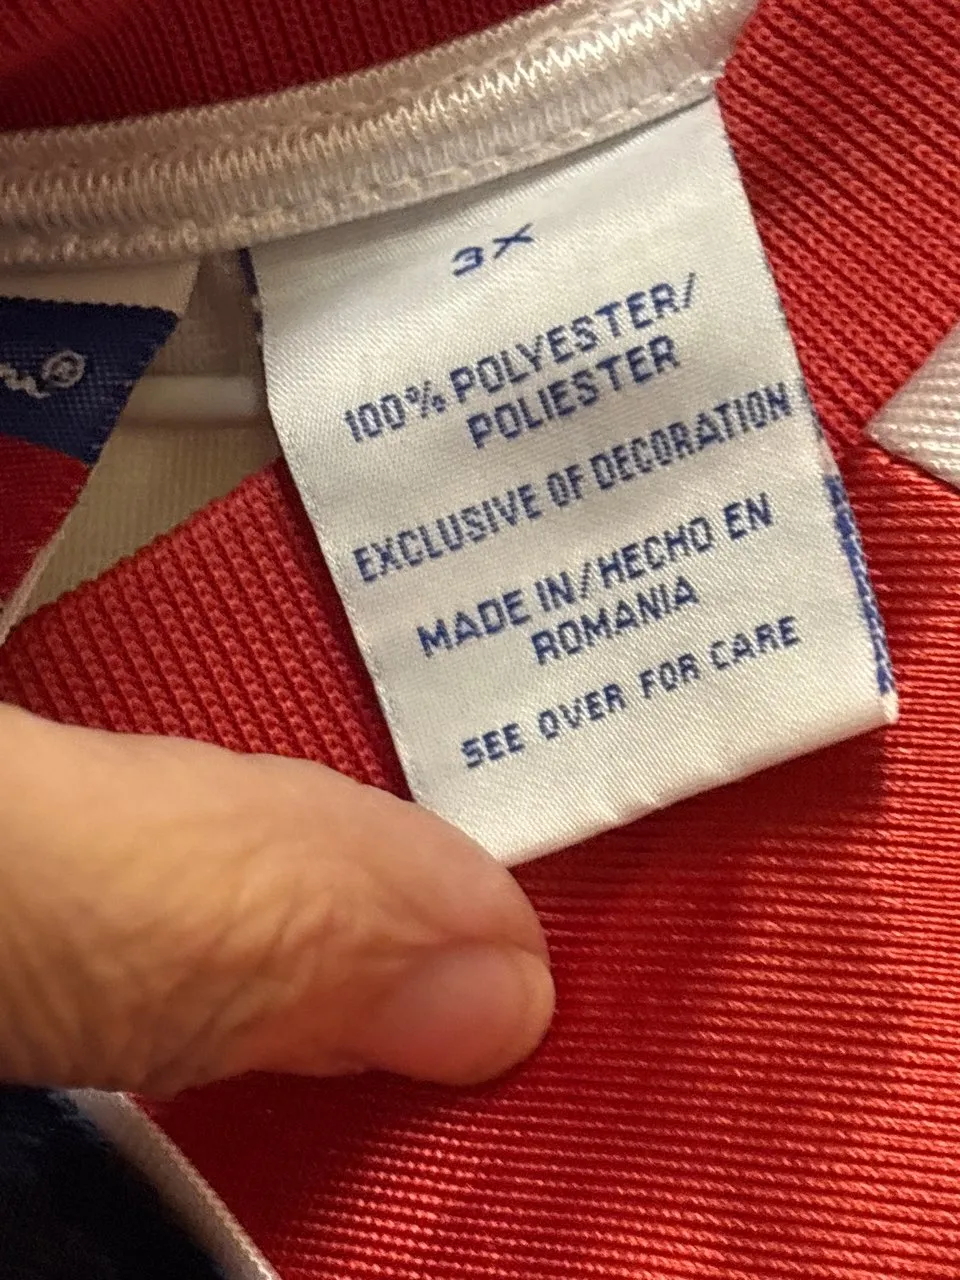 3X
100% POLYESTER/
POLIESTER
EXCLUSIVE OF DECORATION
MADE IN/HECHO EN
ROMANIA
SEE OVER FOR CARE